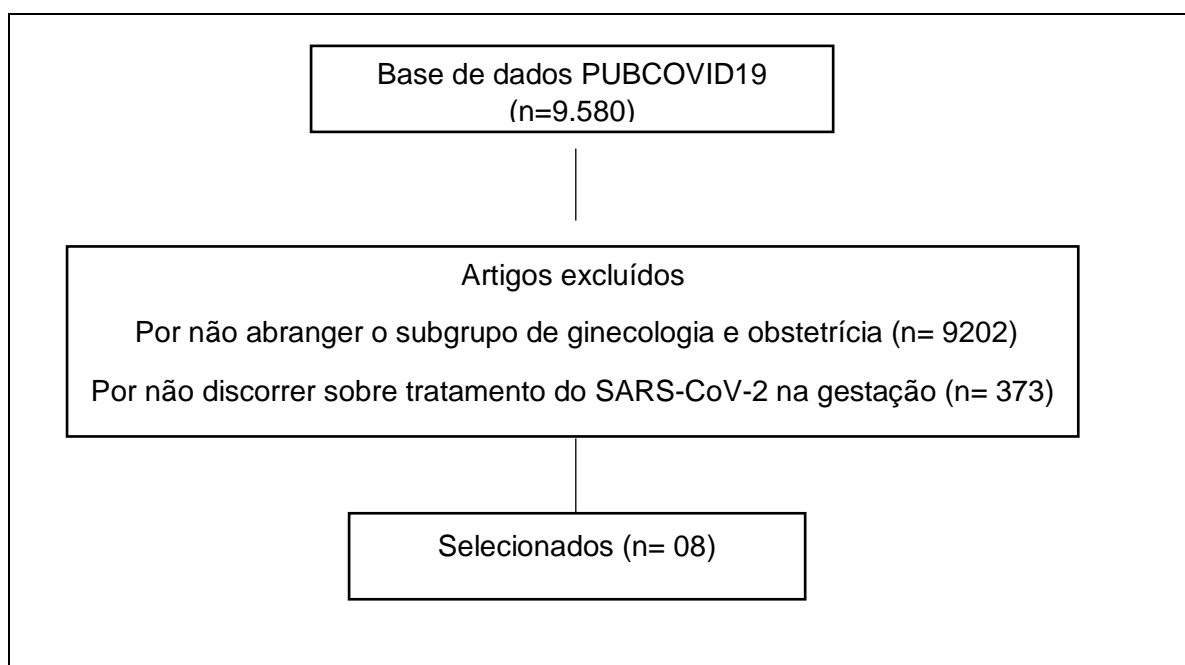 Base de dados PUBCOVID19
(n=9.580)
Artigos excluídos
Por não abranger o subgrupo de ginecologia e obstetrícia (n= 9202)
Por não discorrer sobre tratamento do SARS-CoV-2 na gestação (n= 373)
Selecionados (n= 08)